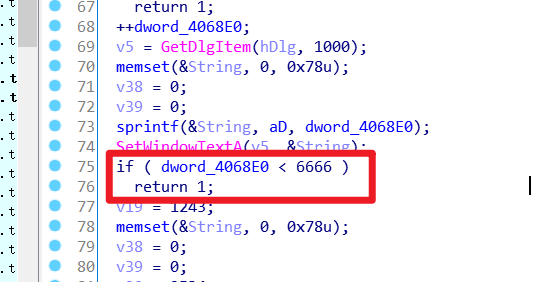 .t
67 return 1;
.t
68 ++dword_4068E0;
.t
69 v5 = GetDlgItem(hDlg, 1000);
.t
70 memset(&String, 0, 0x78u);
.t
71 v38 = 0;
.t
72 v39 = 0;
.t
73 sprintf(&String, aD, dword_4068E0);
.t
74 SetWindowTextA(v5, &String);
.t
75 if ( dword_4068E0 < 6666 )
.t
76 return 1;
.t
77 v19 = 1243;
.t
78 memset(&String, 0, 0x78u);
.t
79 v38 = 0;
.t
80 v39 = 0;
.t